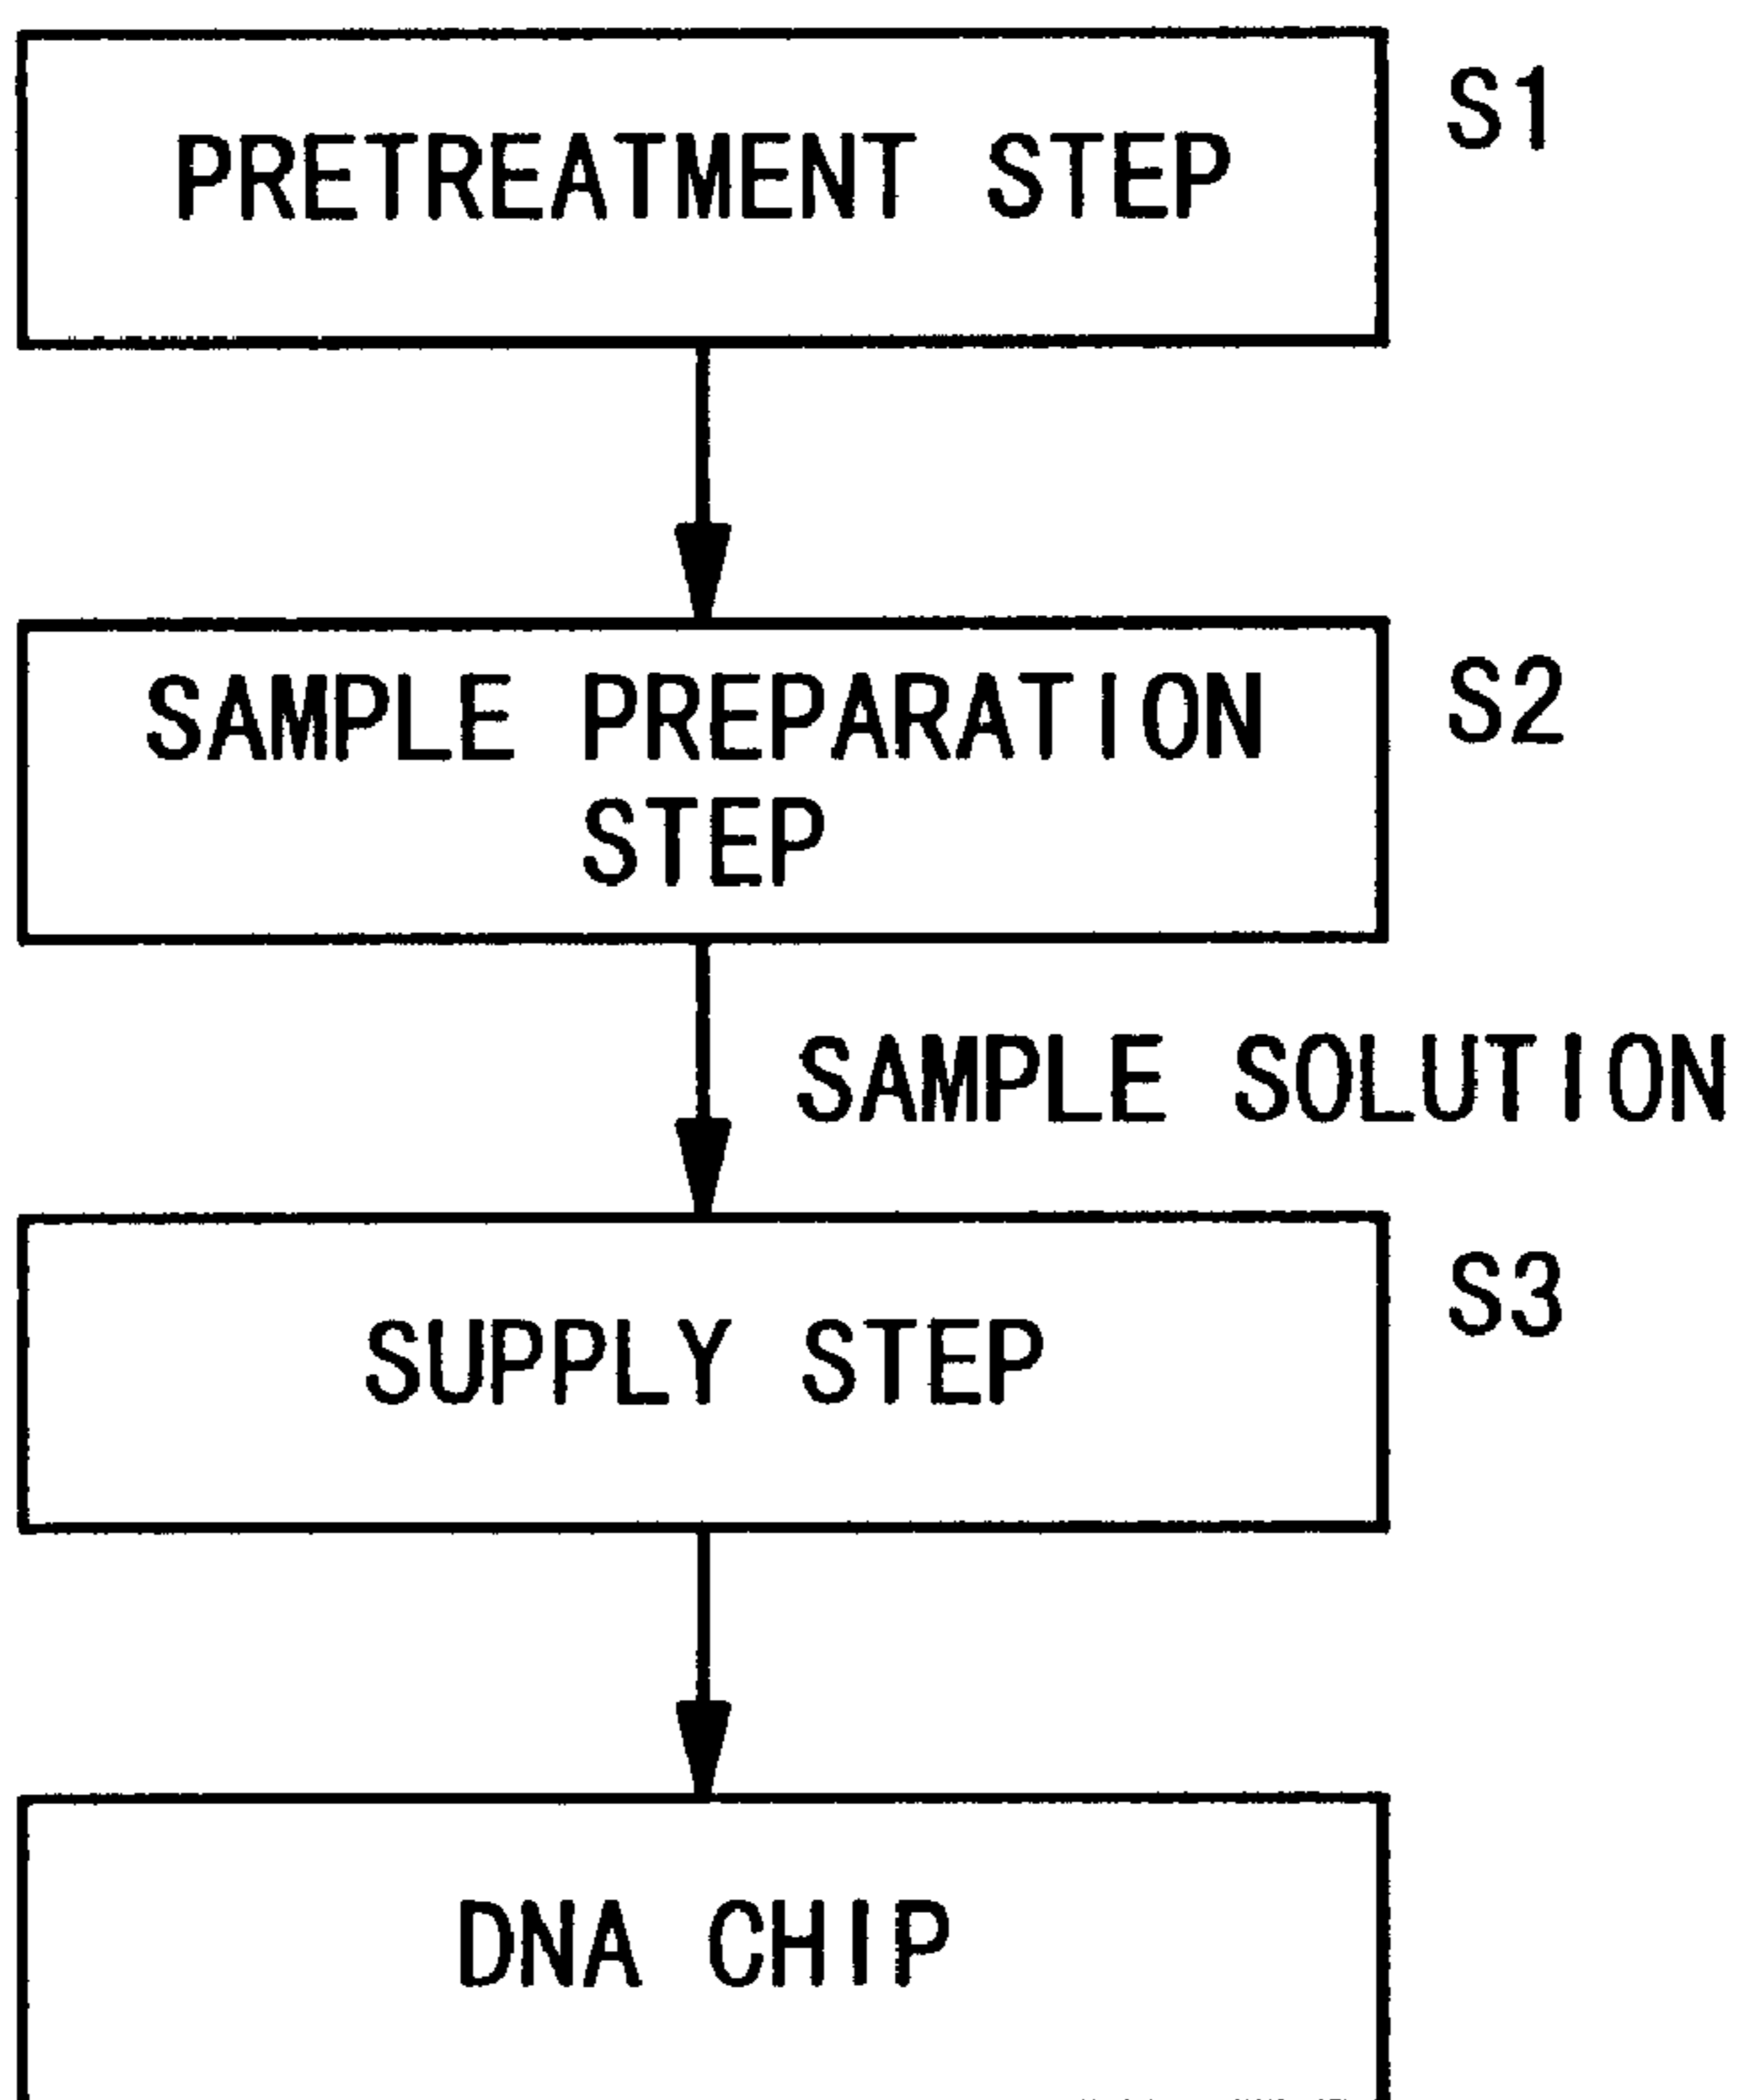 PRETREATMENT STEP
S1
SAMPLE PREPARATION
STEP
S2
SAMPLE SOLUTION
SUPPLY STEP
S3
DNA CHIP